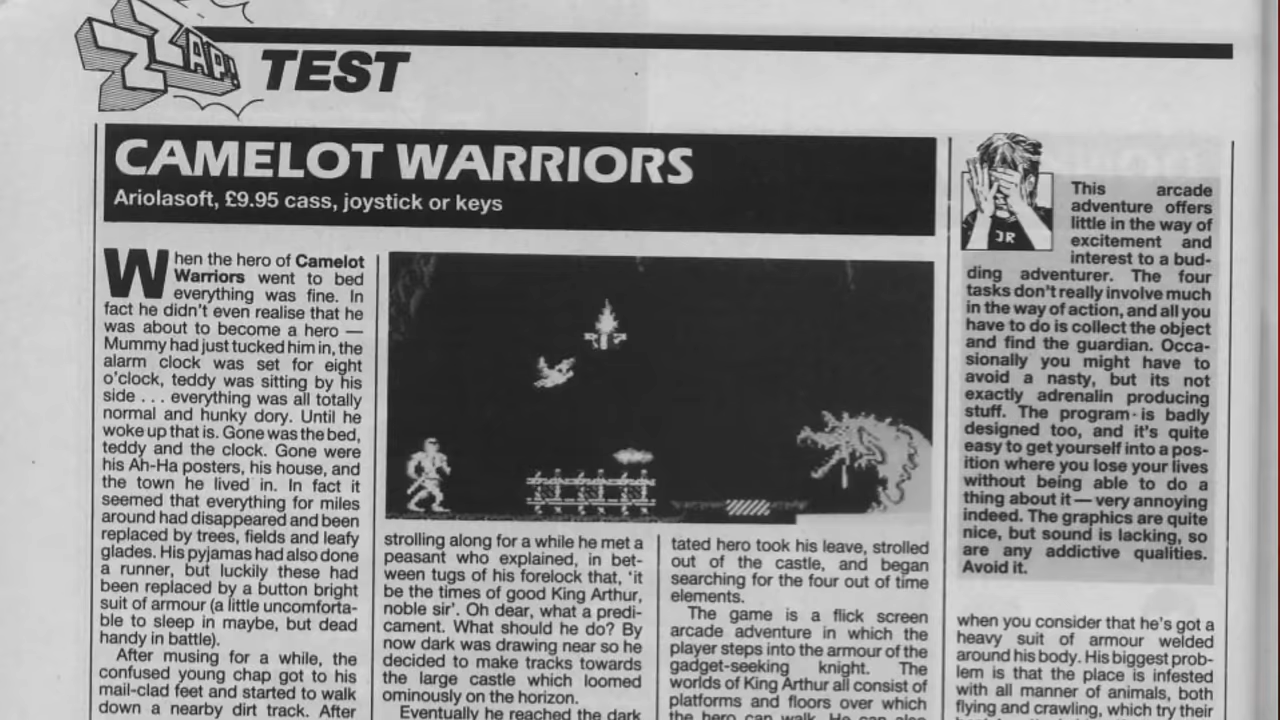 ZZAP! TEST
CAMELOT WARRIORS
Ariolasoft, £9.95 cass, joystick or keys
When the hero of Camelot
Warriors went to bed
everything was fine. In
fact he didn't even realise that he
was about to become a hero —
Mummy had just tucked him in, the
alarm clock was set for eight
o'clock, teddy was sitting by his
side . . . everything was all totally
normal and hunky dory. Until he
woke up that is. Gone was the bed,
teddy and the clock. Gone were
his Ah-Ha posters, his house, and
the town he lived in. In fact it
seemed that everything for miles
around had disappeared and been
replaced by trees, fields and leafy
glades. His pyjamas had also done
a runner, but luckily these had
been replaced by a button bright
suit of armour (a little uncomforta-
ble to sleep in maybe, but dead
handy in battle).
After musing for a while, the
confused young chap got to his
mail-clad feet and started to walk
down a nearby dirt track. After
strolling along for a while he met a
peasant who explained, in bet-
ween tugs of his forelock that, 'it
be the times of good King Arthur,
noble sir'. Oh dear, what a predi-
cament. What should he do? By
now dark was drawing near so he
decided to make tracks towards
the large castle which loomed
ominously on the horizon.
Eventually he reached the dark
tated hero took his leave, strolled
out of the castle, and began
searching for the four out of time
elements.
The game is a flick screen
arcade adventure in which the
player steps into the armour of the
gadget-seeking knight. The
worlds of King Arthur all consist of
platforms and floors over which
the hero can walk. He can also
JR
This arcade
adventure offers
little in the way of
excitement and
interest to a bud-
ding adventurer. The four
tasks don't really involve much
in the way of action, and all you
have to do is collect the object
and find the guardian. Occa-
sionally you might have to
avoid a nasty, but its not
exactly adrenalin producing
stuff. The program is badly
designed too, and it's quite
easy to get yourself into a pos-
ition where you lose your lives
without being able to do a
thing about it — very annoying
indeed. The graphics are quite
nice, but sound is lacking, so
are any addictive qualities.
Avoid it.
when you consider that he's got a
heavy suit of armour welded
around his body. His biggest prob-
lem is that the place is infested
with all manner of animals, both
flying and crawling, which try their